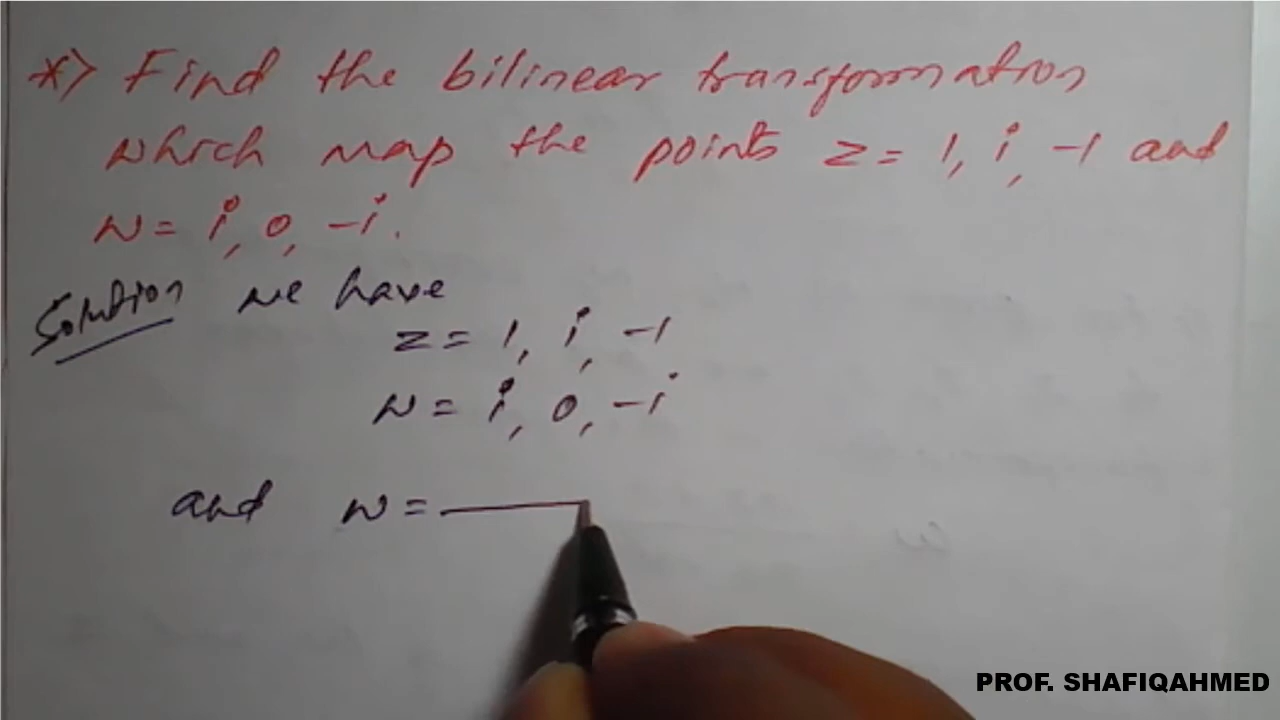 *> Find the bilinear transformation
which map the points z = 1, i, -1 and
w = i, 0, -i.
Solution we have
z = 1, i, -1
w = i, 0, -i
and w =
PROF. SHAFIQAHMED